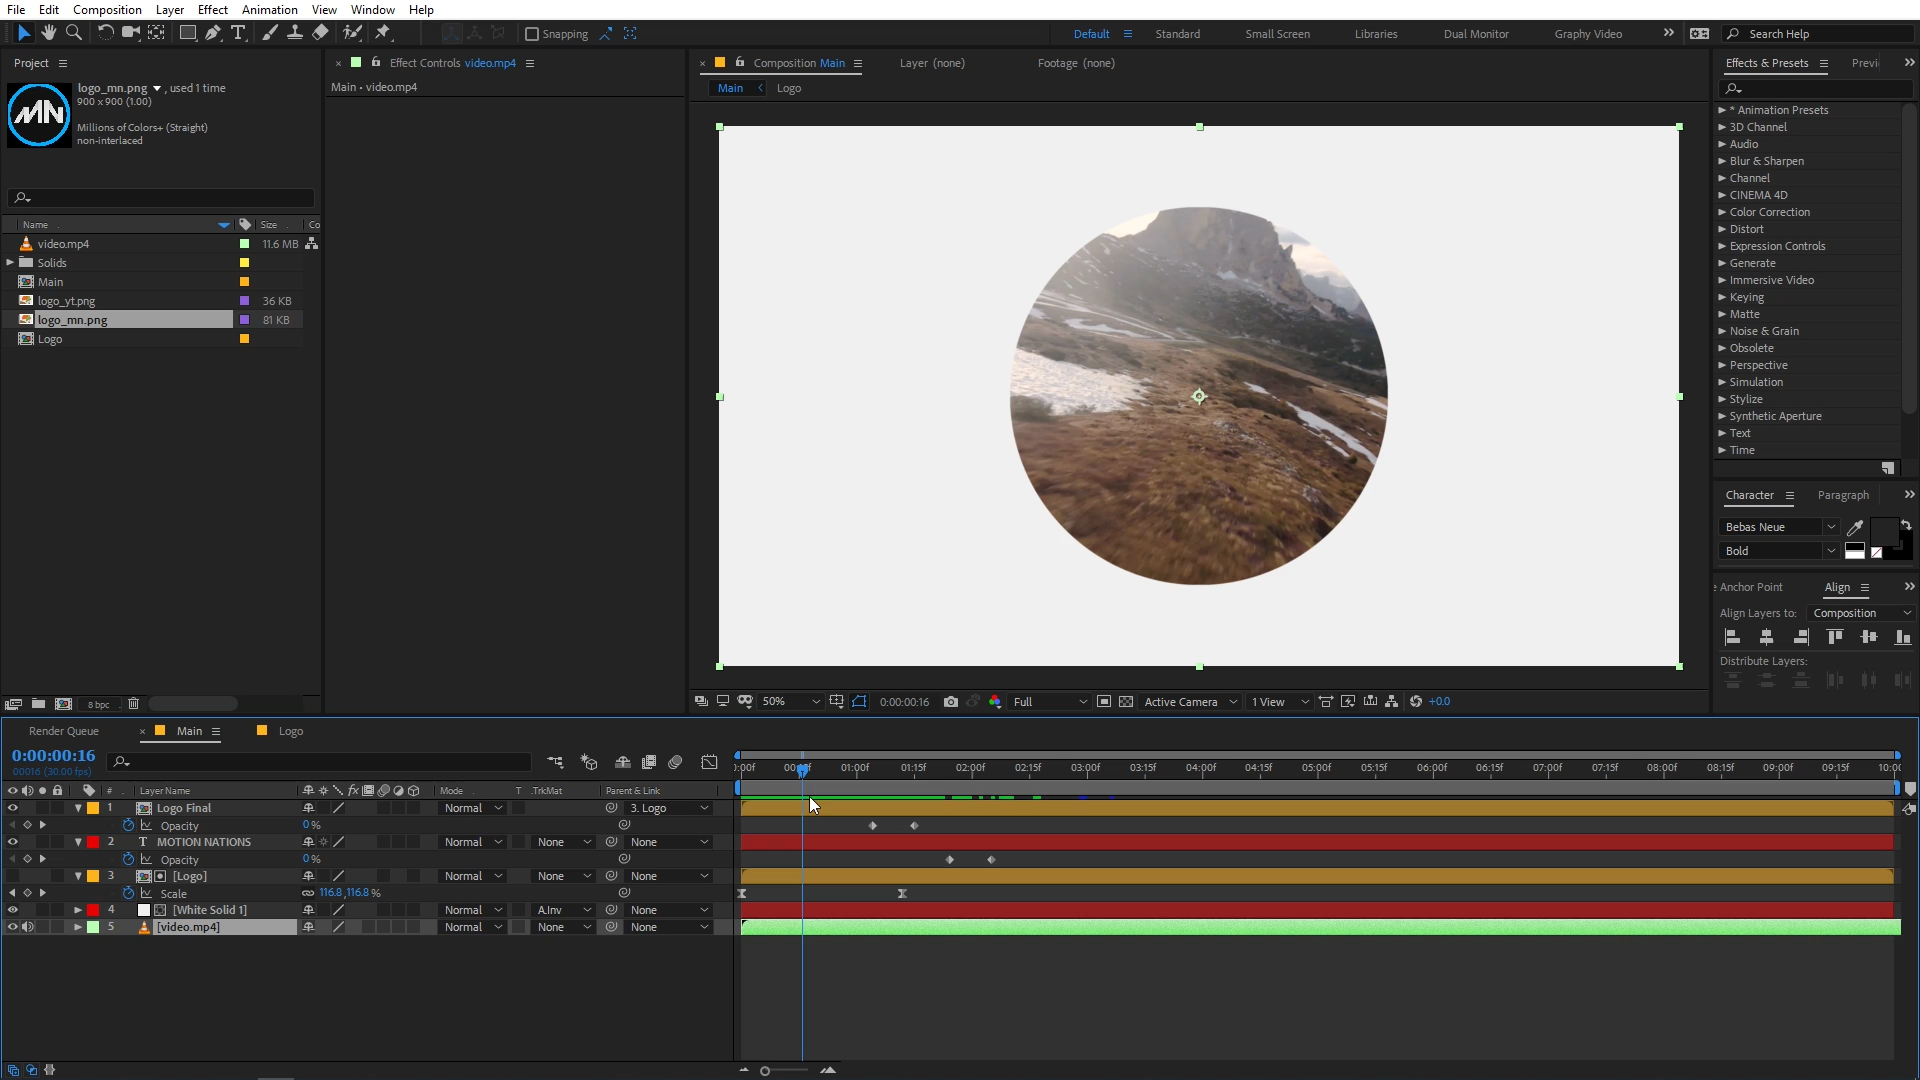 File Edit Composition Layer Effect Animation View Window Help
Snapping
Default Standard Small Screen Libraries Dual Monitor Graphy Video
Search Help
Project
logo_mn.png , used 1 time
900 x 900 (1.00)
Millions of Colors+ (Straight)
non-interlaced
MN
Name Size Co
video.mp4 11.6 MB
Solids
Main
logo_yt.png 36 KB
logo_mn.png 81 KB
Logo
8 bpc
Effect Controls video.mp4
Main • video.mp4
Composition Main Layer (none) Footage (none)
Main Logo
50% 0:00:00:16 Full Active Camera 1 View +0.0
Effects & Presets Previ
* Animation Presets
3D Channel
Audio
Blur & Sharpen
Channel
CINEMA 4D
Color Correction
Distort
Expression Controls
Generate
Immersive Video
Keying
Matte
Noise & Grain
Obsolete
Perspective
Simulation
Stylize
Synthetic Aperture
Text
Time
Character Paragraph
Bebas Neue
Bold
e Anchor Point Align
Align Layers to: Composition
Distribute Layers:
Render Queue Main Logo
0:00:00:16
00016 (30.00 fps)
# Layer Name Mode T .TrkMat Parent & Link
1 Logo Final Normal 3. Logo
Opacity 0 %
2 T MOTION NATIONS Normal None None
Opacity 0 %
3 [Logo] Normal None None
Scale 116.8,116.8 %
4 [White Solid 1] Normal A.Inv None
5 [video.mp4] Normal None None
01:00f 01:15f 02:00f 02:15f 03:00f 03:15f 04:00f 04:15f 05:00f 05:15f 06:00f 06:15f 07:00f 07:15f 08:00f 08:15f 09:00f 09:15f